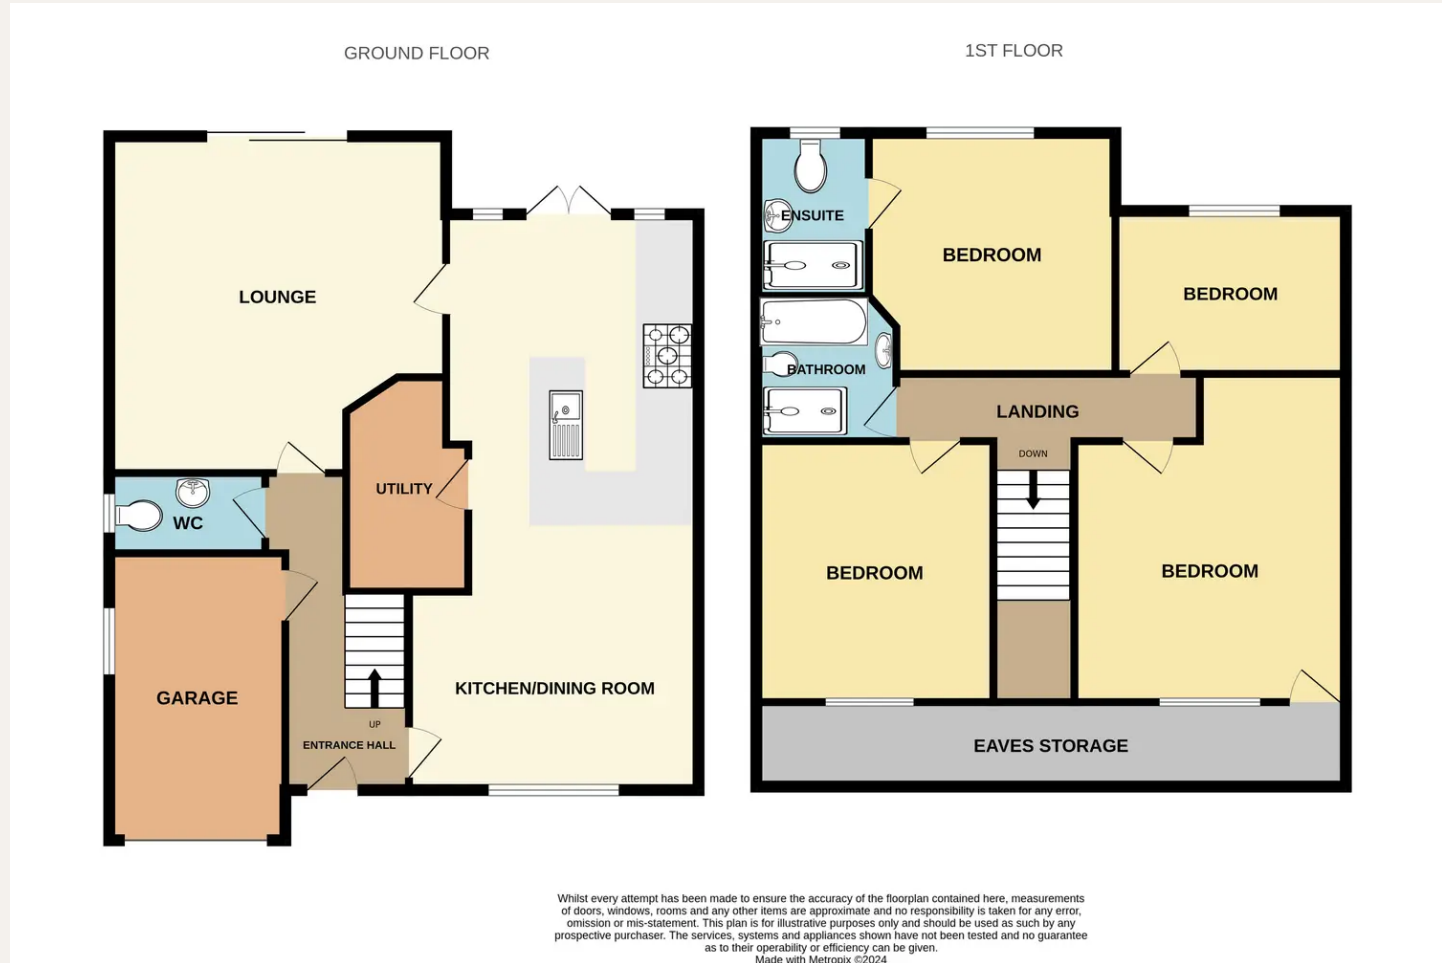 GROUND FLOOR
1ST FLOOR
LOUNGE
WC
UTILITY
GARAGE
KITCHEN/DINING ROOM
UP
ENTRANCE HALL
ENSUITE
BEDROOM
BEDROOM
BATHROOM
LANDING
DOWN
BEDROOM
BEDROOM
EAVES STORAGE
Whilst every attempt has been made to ensure the accuracy of the floorplan contained here, measurements
of doors, windows, rooms and any other items are approximate and no responsibility is taken for any error,
omission or mis-statement. This plan is for illustrative purposes only and should be used as such by any
prospective purchaser. The services, systems and appliances shown have not been tested and no guarantee
as to their operability or efficiency can be given.
Made with Metropix ©2024